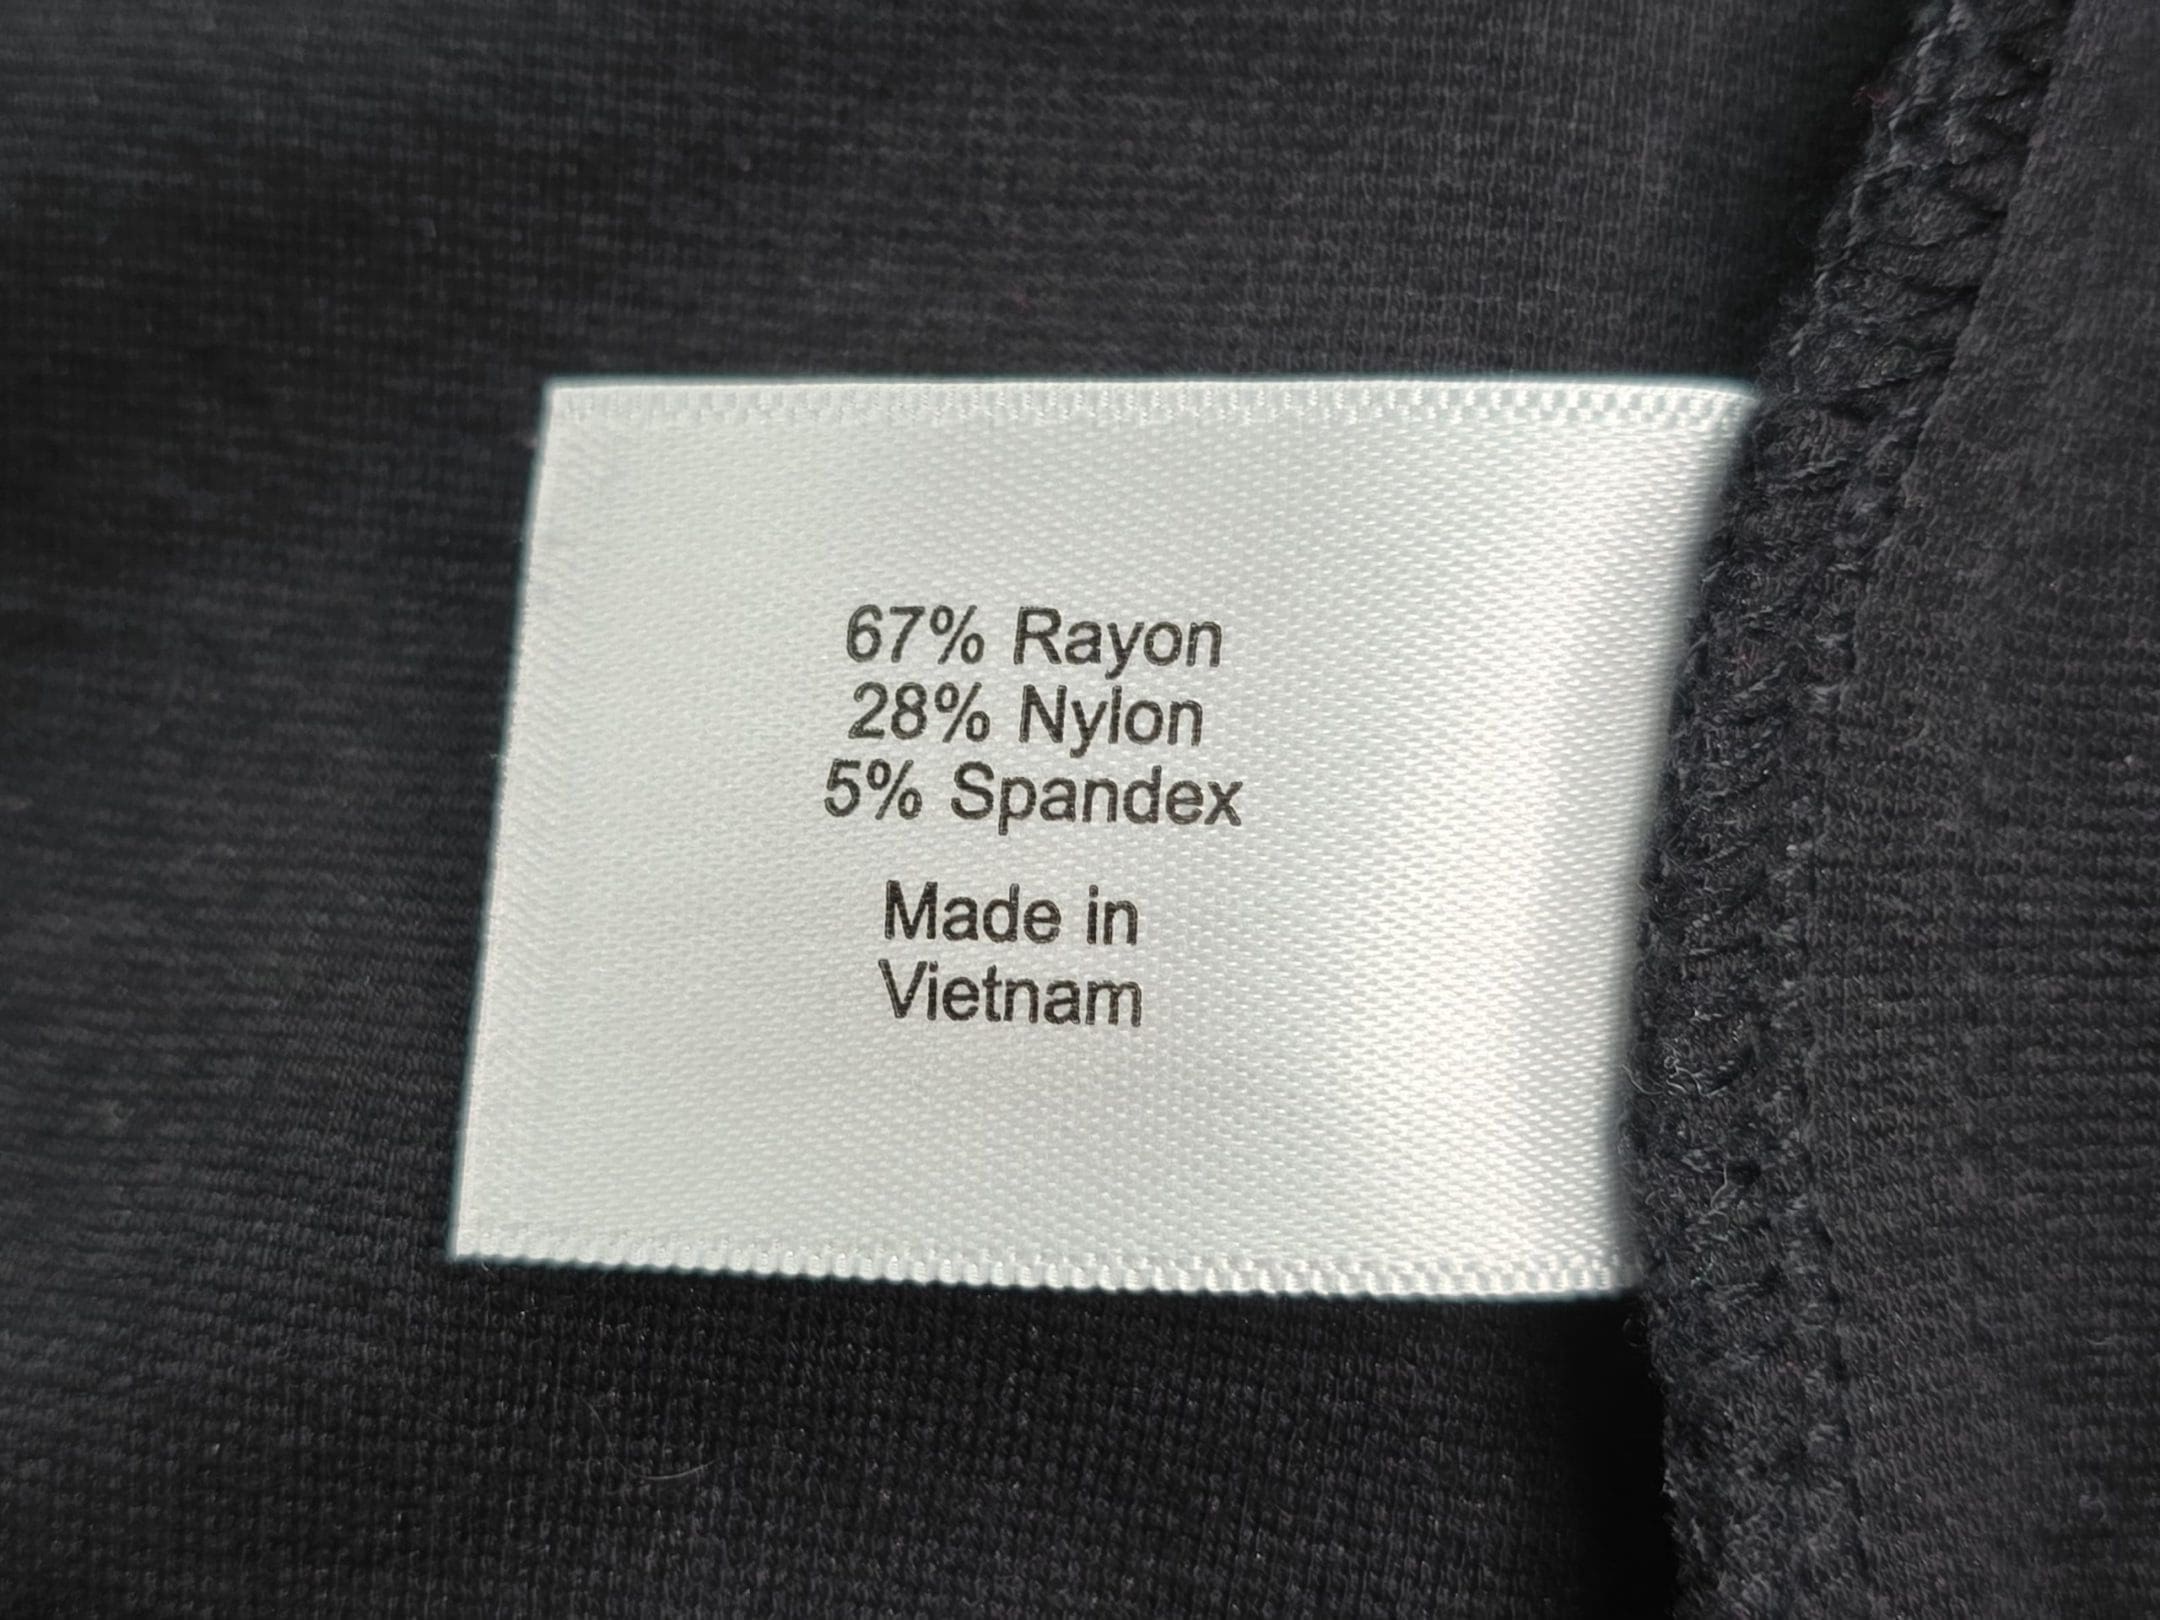 67% Rayon
28% Nylon
5% Spandex
Made in
Vietnam